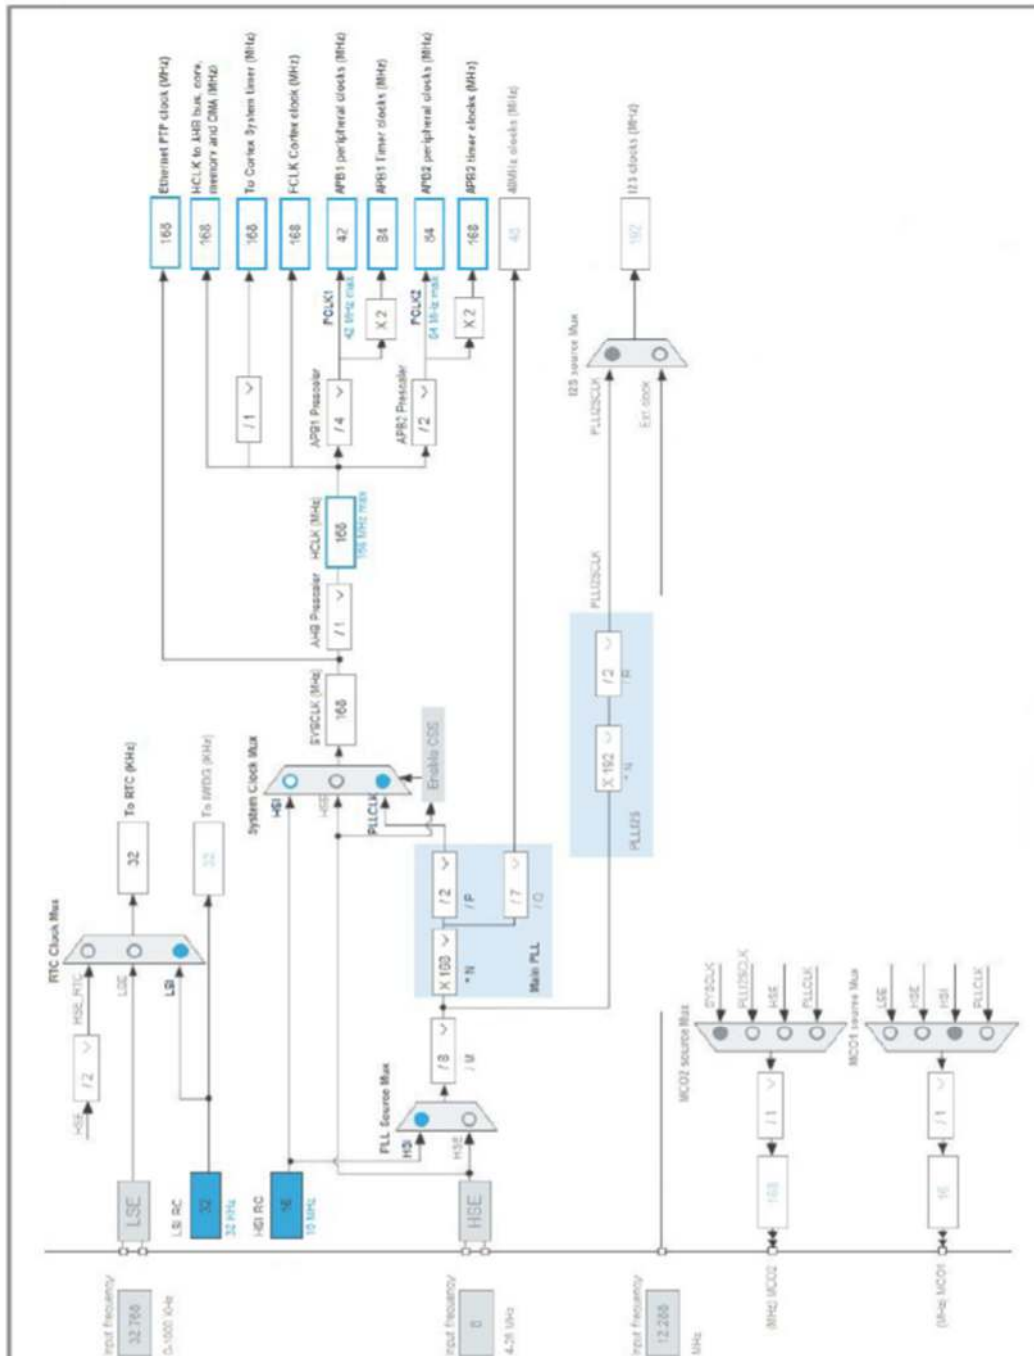 Input frequency
32.768
0-1000 KHz
LSE
LSI RC
32
32 KHz
HSE
/ 2
HSE_RTC
LSE
LSI
RTC Clock Mux
32
To RTC (KHz)
32
To IWDG (KHz)
HSI RC
16
16 MHz
Input frequency
8
4-26 MHz
HSE
PLL Source Mux
HSI
HSE
/ 8
/ M
X 168
* N
/ 2
/ P
/ 7
/ Q
Main PLL
System Clock Mux
HSI
HSE
PLLCLK
Enable CSS
SYSCLK (MHz)
168
AHB Prescaler
/ 1
HCLK (MHz)
168
168 MHz max
168
Ethernet PTP clock (MHz)
168
HCLK to AHB bus, core,
memory and DMA (MHz)
/ 1
168
To Cortex System timer (MHz)
168
FCLK Cortex clock (MHz)
APB1 Prescaler
/ 4
PCLK1
42 MHz max
42
APB1 peripheral clocks (MHz)
X 2
84
APB1 Timer clocks (MHz)
APB2 Prescaler
/ 2
PCLK2
84 MHz max
84
APB2 peripheral clocks (MHz)
X 2
168
APB2 timer clocks (MHz)
48
48MHz clocks (MHz)
X 192
* N
/ 2
/ R
PLLI2S
PLLI2SCLK
PLLI2SCLK
Ext.clock
I2S source Mux
192
I2S clocks (MHz)
Input frequency
12.288
MHz
MCO2 source Mux
SYSCLK
PLLI2SCLK
HSE
PLLCLK
/ 1
168
(MHz) MCO2
MCO1 source Mux
LSE
HSE
HSI
PLLCLK
/ 1
16
(MHz) MCO1